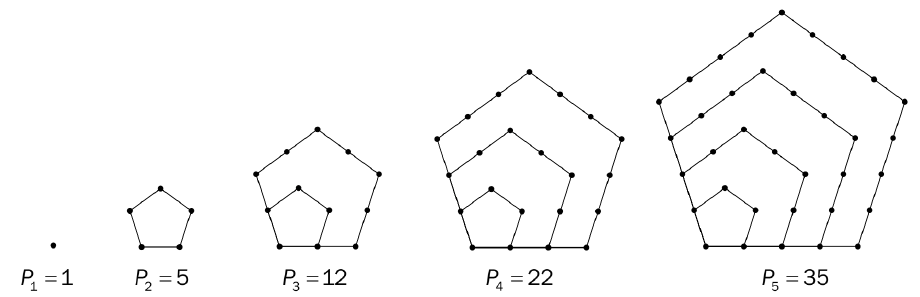 P₁ = 1
P₂ = 5
P₃ = 12
P₄ = 22
P₅ = 35